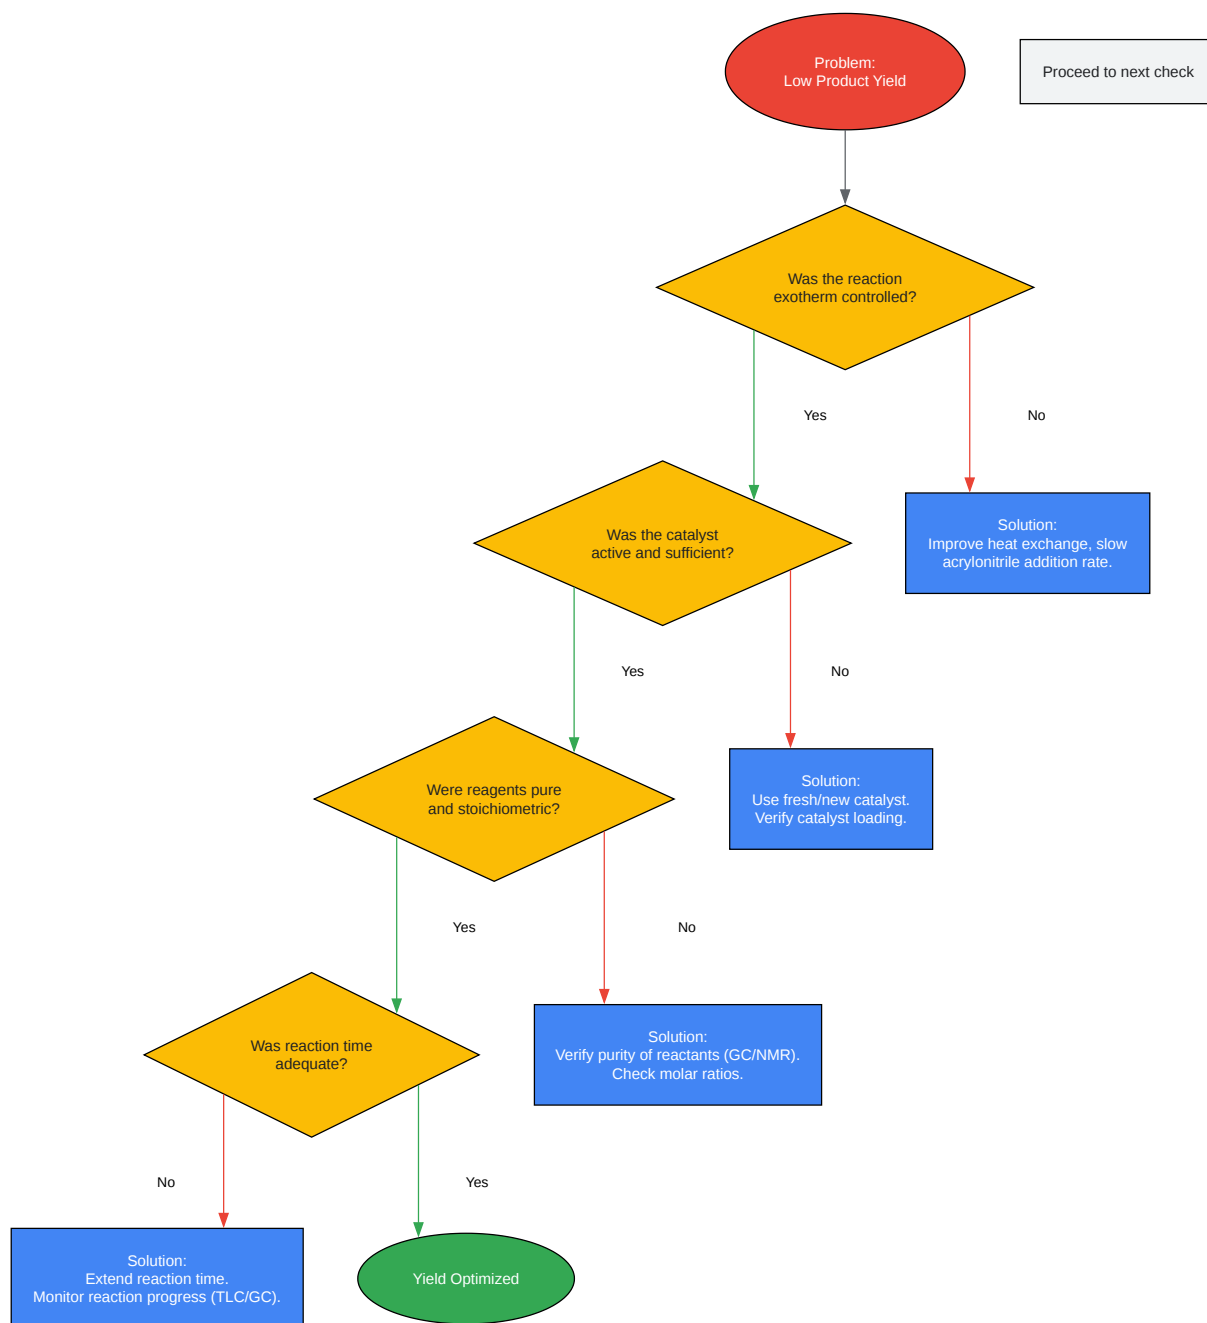 Problem:
Low Product Yield
Proceed to next check
Was the reaction
exotherm controlled?
Yes
No
Was the catalyst
active and sufficient?
Solution:
Improve heat exchange, slow
acrylonitrile addition rate.
Yes
No
Were reagents pure
and stoichiometric?
Solution:
Use fresh/new catalyst.
Verify catalyst loading.
Yes
No
Was reaction time
adequate?
Solution:
Verify purity of reactants (GC/NMR).
Check molar ratios.
No
Yes
Solution:
Extend reaction time.
Monitor reaction progress (TLC/GC).
Yield Optimized